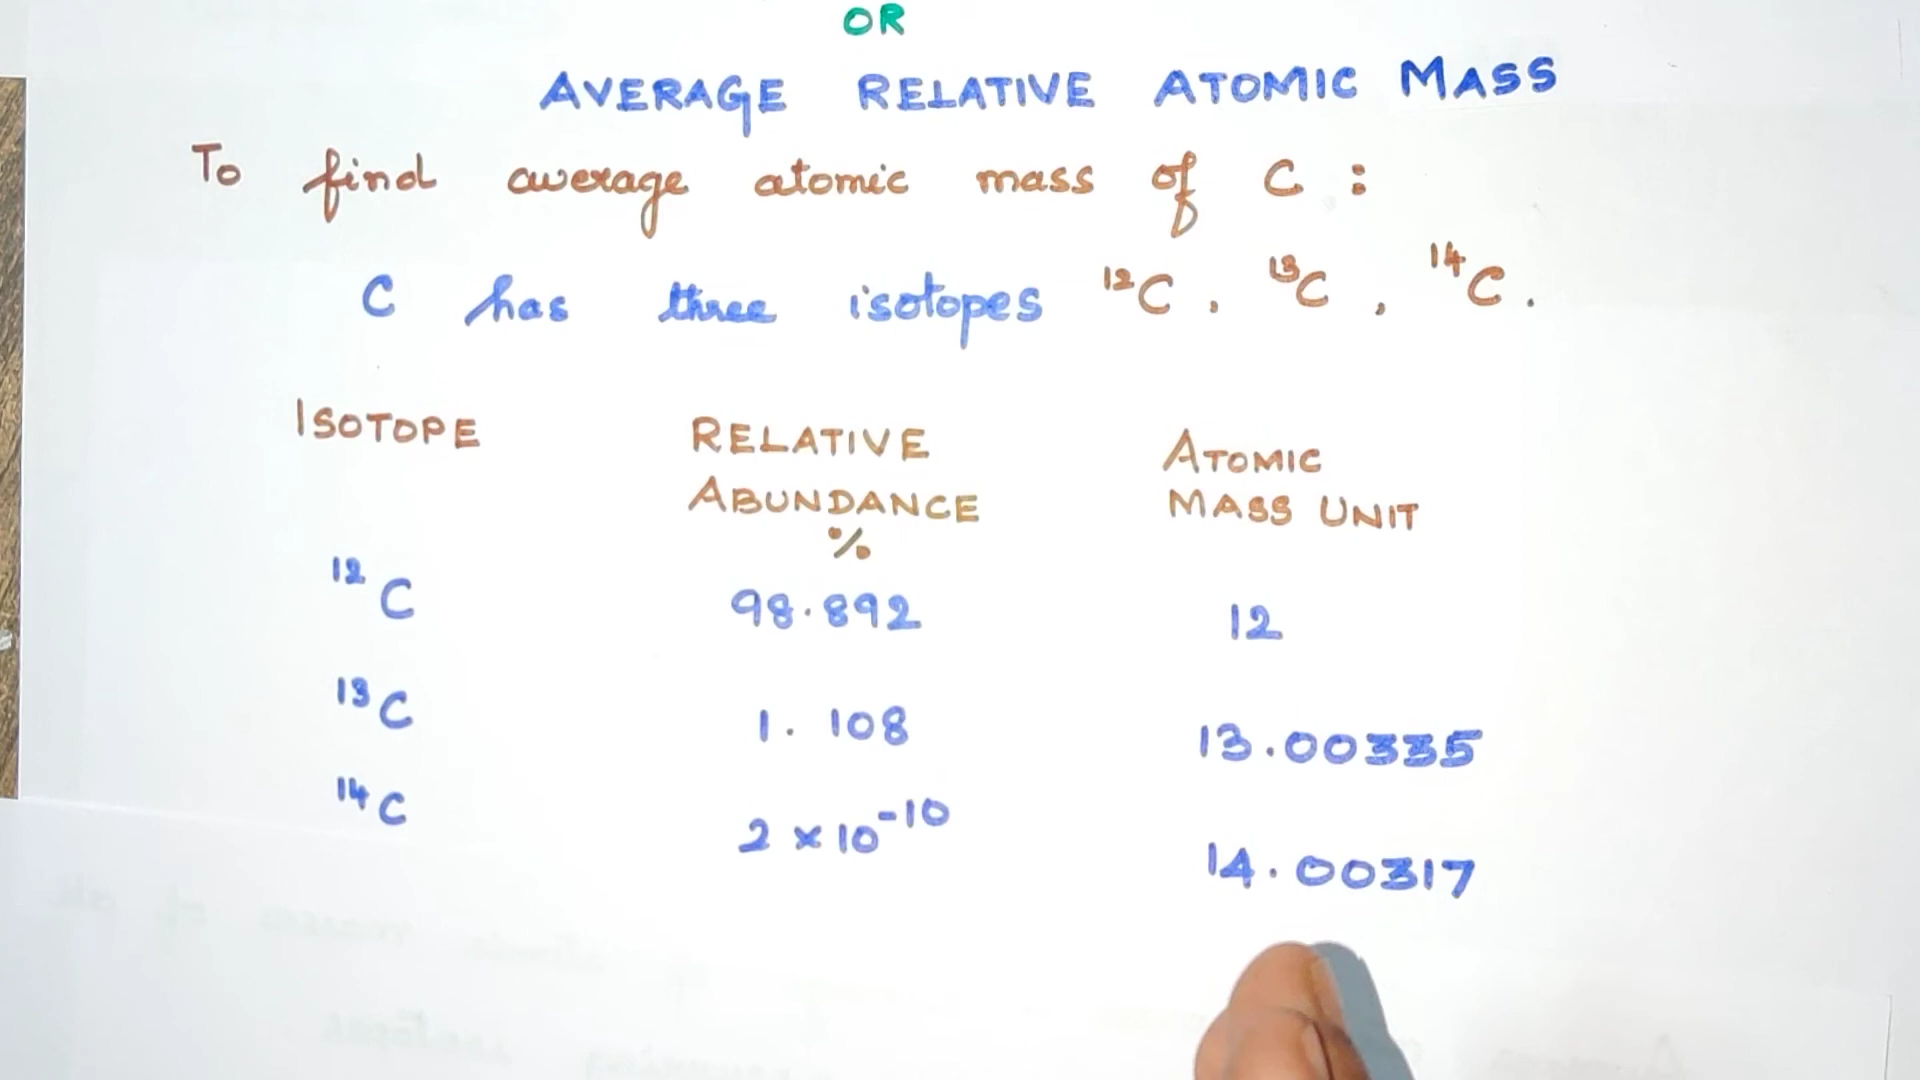 OR
AVERAGE RELATIVE ATOMIC MASS
To find average atomic mass of C :
C has three isotopes ¹²C, ¹³C, ¹⁴C.
ISOTOPE RELATIVE ABUNDANCE % ATOMIC MASS UNIT
¹²C 98.892 12
¹³C 1.108 13.00335
¹⁴C 2 × 10⁻¹⁰ 14.00317